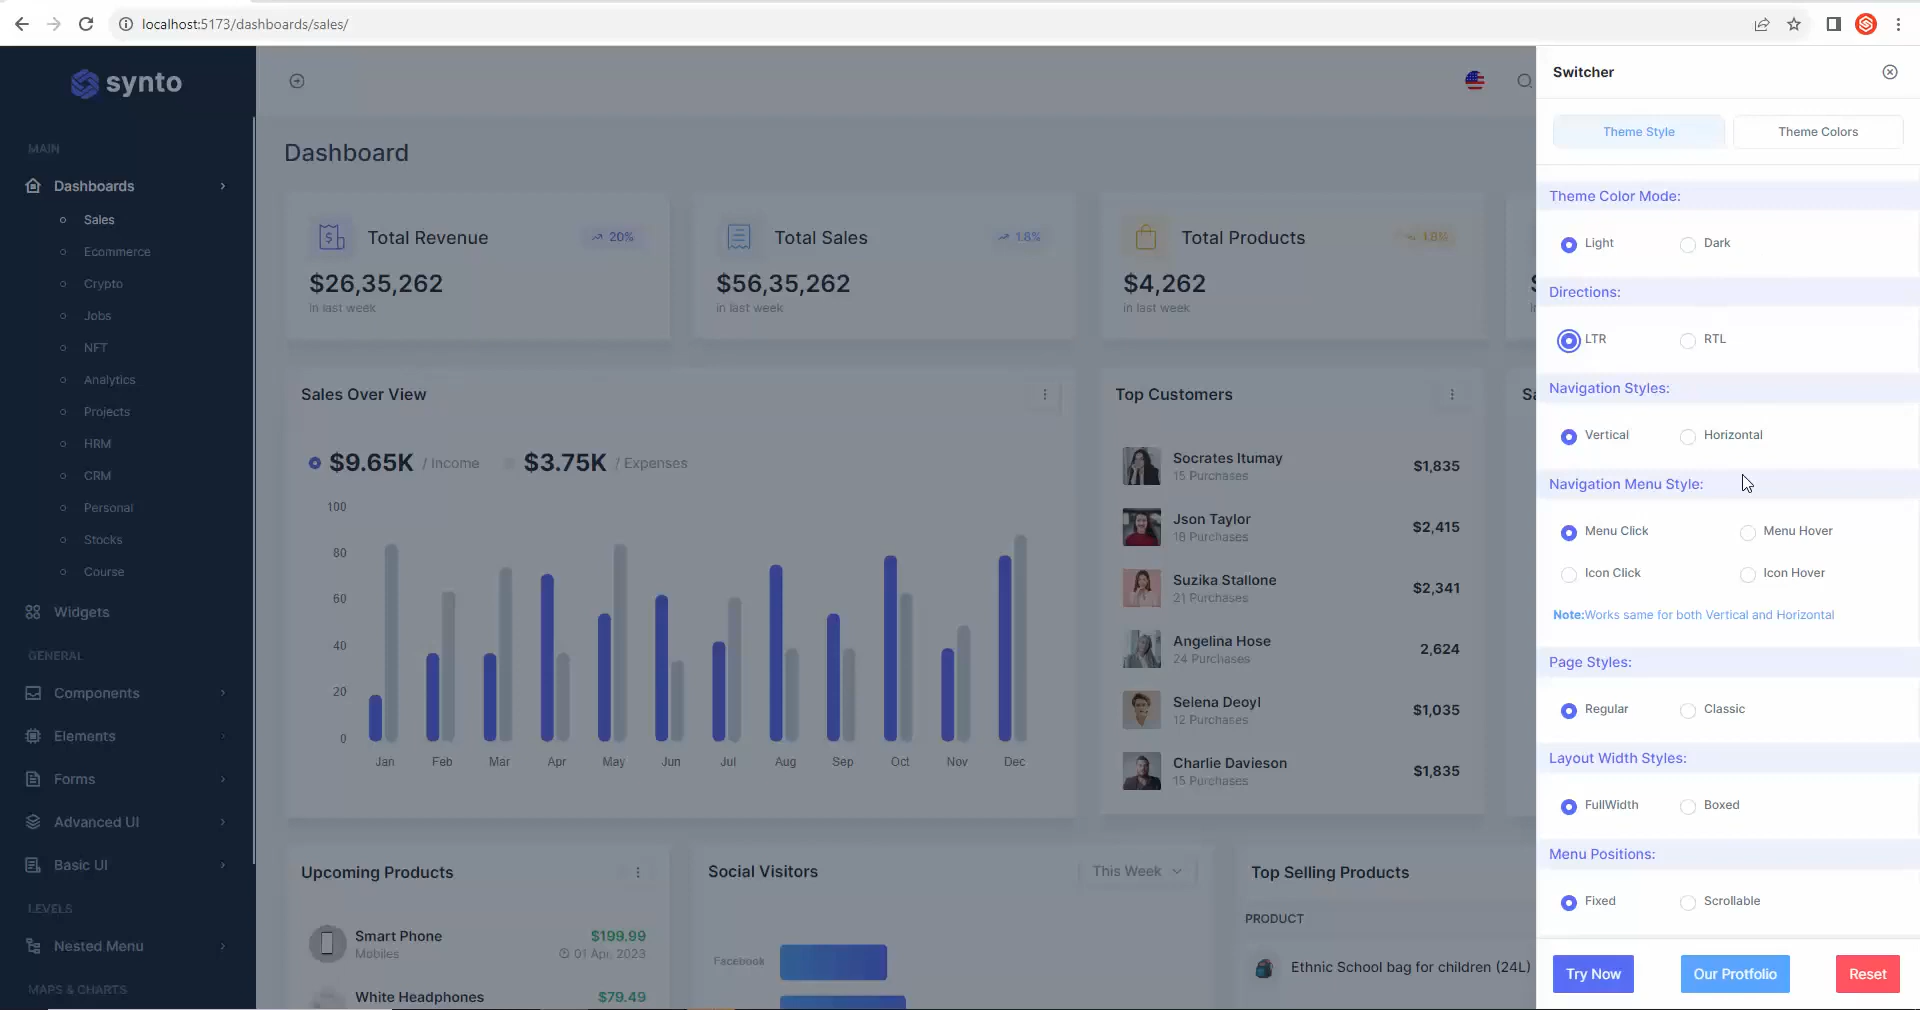 localhost:5173/dashboards/sales/
synto
MAIN
Dashboards
Sales
Ecommerce
Crypto
Jobs
NFT
Analytics
Projects
HRM
CRM
Personal
Stocks
Course
Widgets
GENERAL
Components
Elements
Forms
Advanced UI
Basic UI
LEVELS
Nested Menu
MAPS & CHARTS
Dashboard
Total Revenue
20%
$26,35,262
In last week
Total Sales
1.8%
$56,35,262
in last week
Total Products
1.8%
$4,262
in last week
Sales Over View
$9.65K / Income
$3.75K / Expenses
100
80
60
40
20
0
Jan Feb Mar Apr May Jun Jul Aug Sep Oct Nov Dec
Top Customers
Socrates Itumay
15 Purchases
$1,835
Json Taylor
18 Purchases
$2,415
Suzika Stallone
21 Purchases
$2,341
Angelina Hose
24 Purchases
2,624
Selena Deoyl
12 Purchases
$1,035
Charlie Davieson
15 Purchases
$1,835
Upcoming Products
Smart Phone
Mobiles
$199.99
01 Apr, 2023
White Headphones
$79.49
Social Visitors
This Week
Facebook
Top Selling Products
PRODUCT
Ethnic School bag for children (24L)
Switcher
Theme Style
Theme Colors
Theme Color Mode:
Light
Dark
Directions:
LTR
RTL
Navigation Styles:
Vertical
Horizontal
Navigation Menu Style:
Menu Click
Menu Hover
Icon Click
Icon Hover
Note:Works same for both Vertical and Horizontal
Page Styles:
Regular
Classic
Layout Width Styles:
FullWidth
Boxed
Menu Positions:
Fixed
Scrollable
Try Now
Our Protfolio
Reset